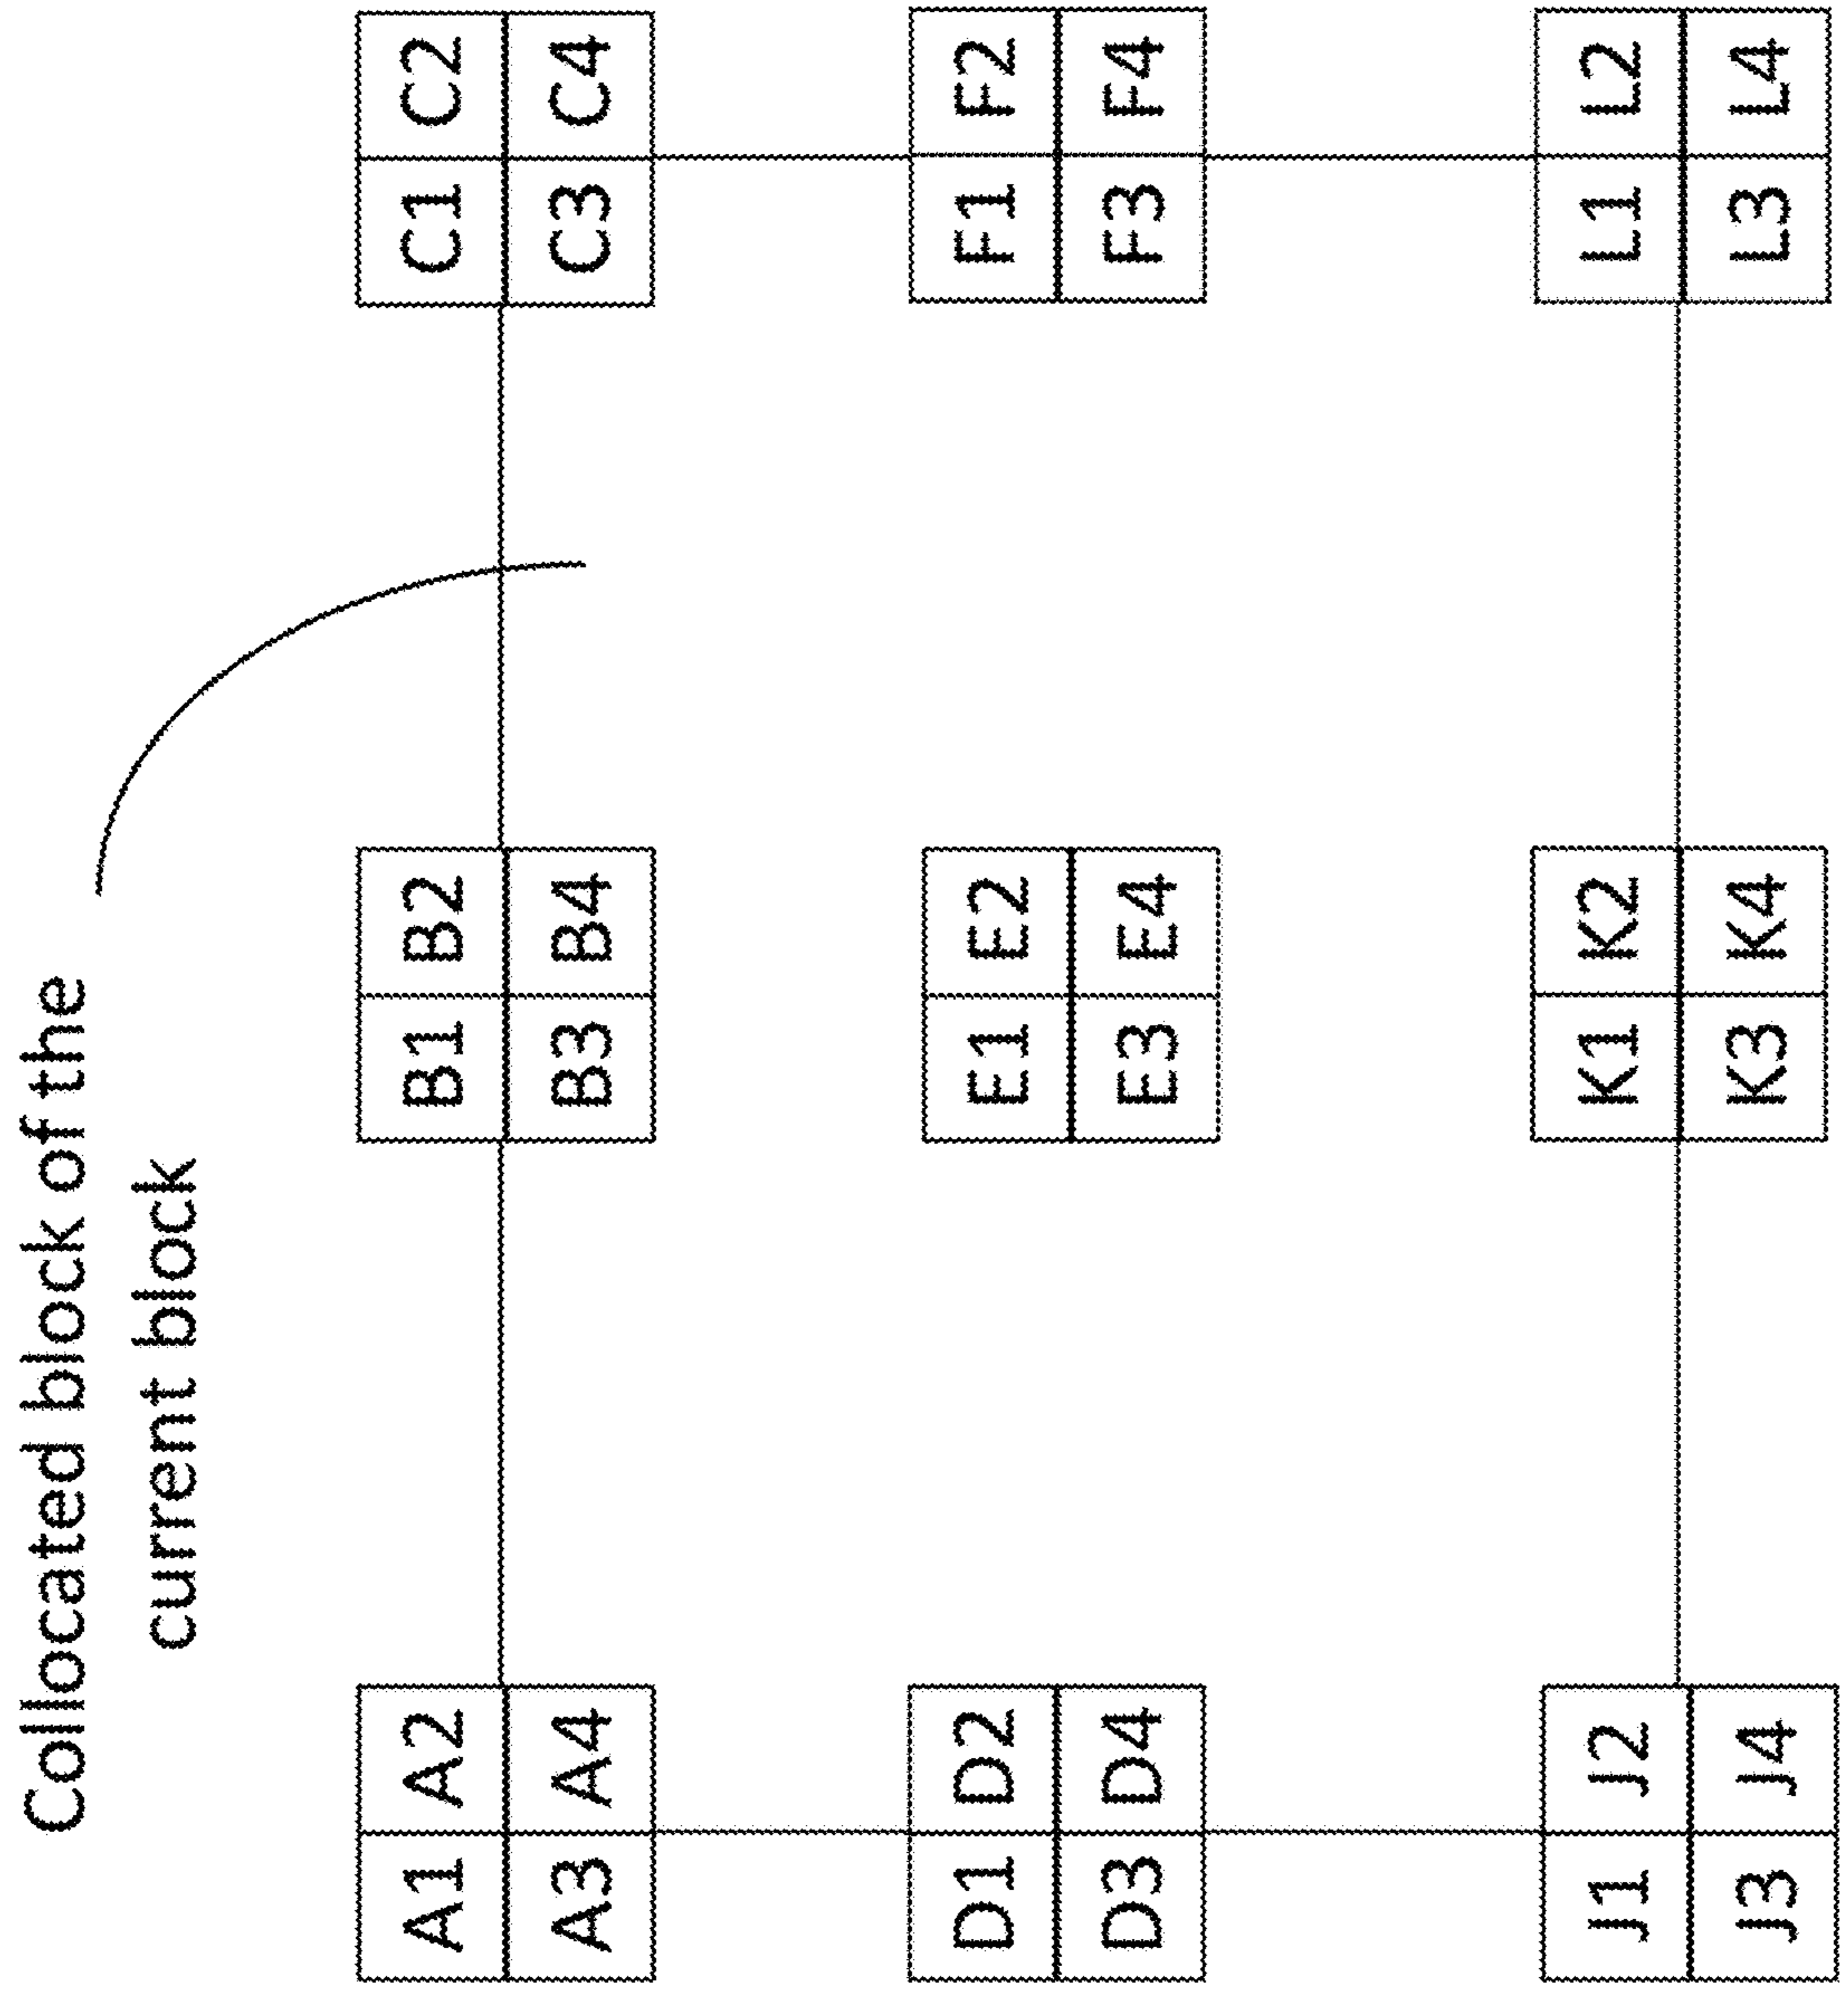 Collocated block of the
current block
A1 A2 B1 B2 C1 C2
A3 A4 B3 B4 C3 C4
D1 D2 E1 E2 F1 F2
D3 D4 E3 E4 F3 F4
J1 J2 K1 K2 L1 L2
J3 J4 K3 K4 L3 L4